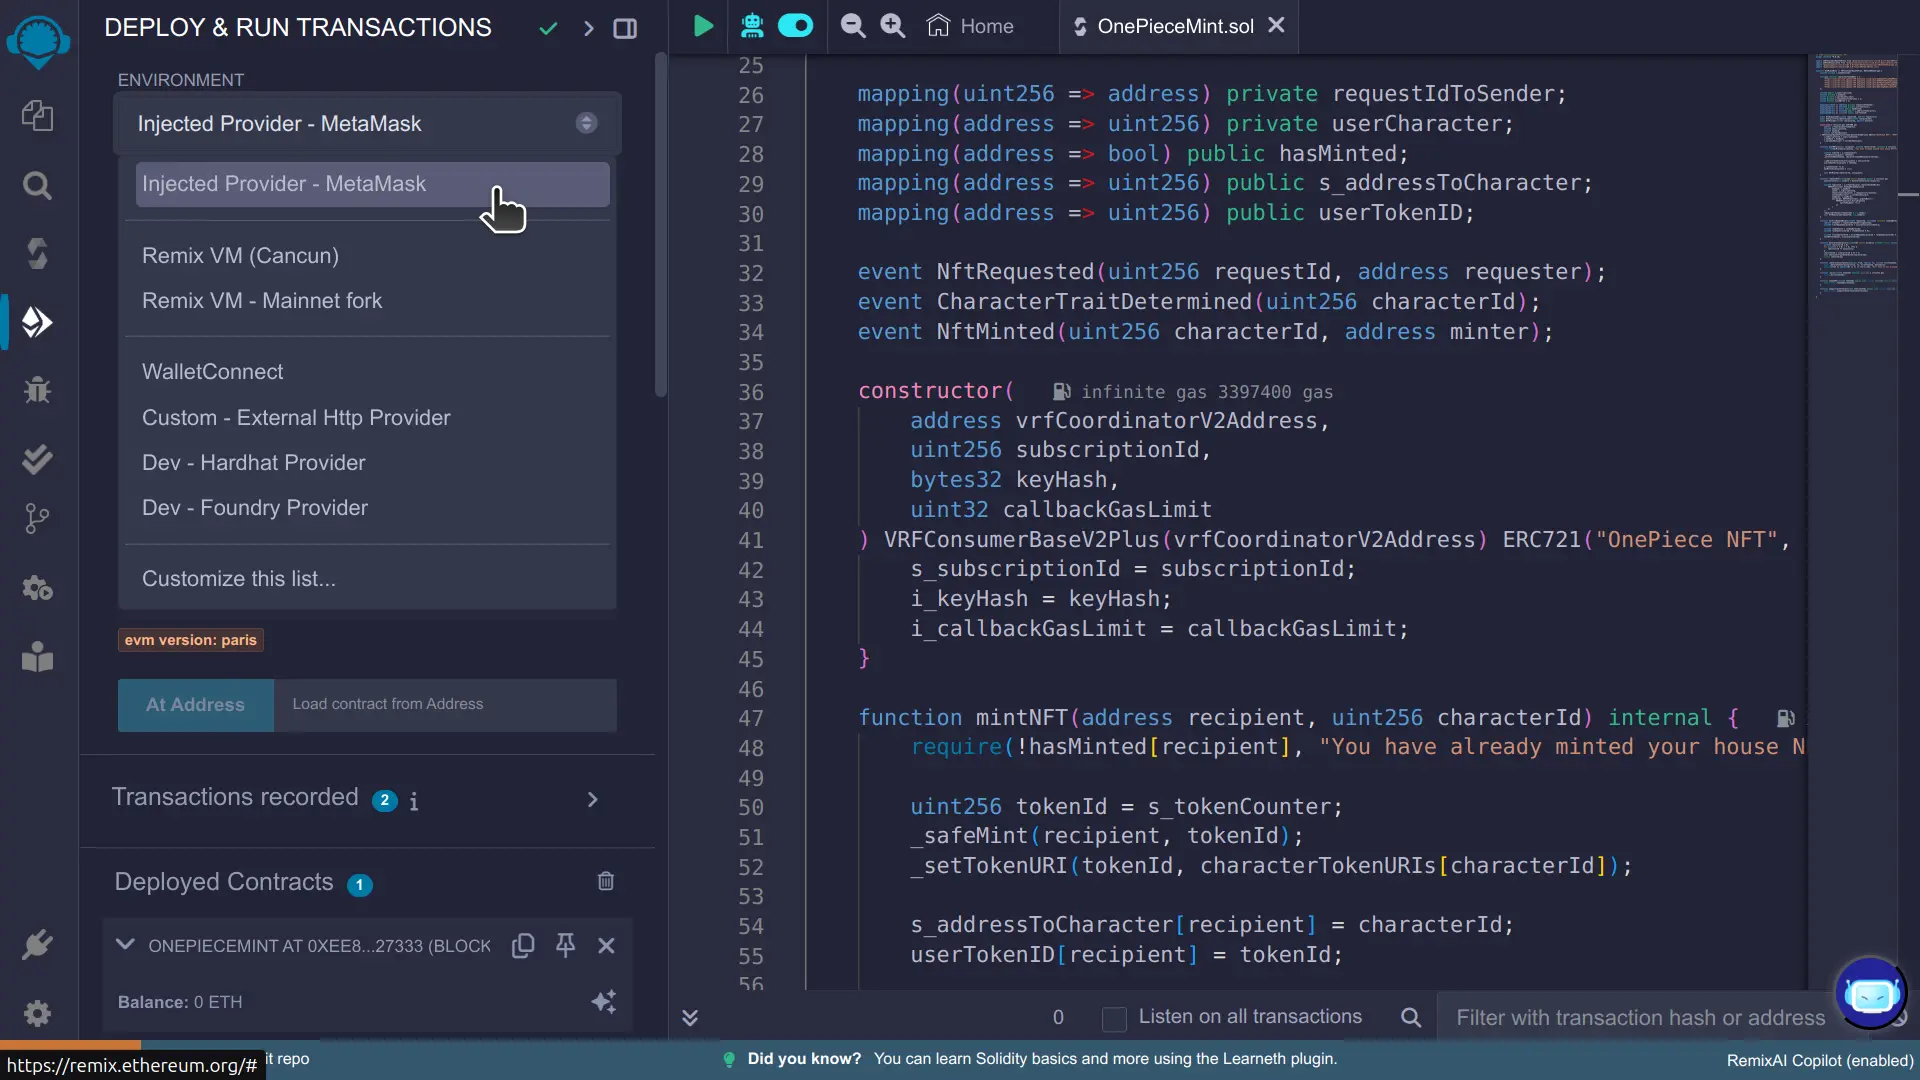 DEPLOY & RUN TRANSACTIONS
ENVIRONMENT
Injected Provider - MetaMask
Injected Provider - MetaMask
Remix VM (Cancun)
Remix VM - Mainnet fork
WalletConnect
Custom - External Http Provider
Dev - Hardhat Provider
Dev - Foundry Provider
Customize this list...
evm version: paris
At Address
Load contract from Address
Transactions recorded 2 i
Deployed Contracts 1
ONEPIECEMINT AT 0XEE8...27333 (BLOCK
Balance: 0 ETH
Home
OnePieceMint.sol
25
26 mapping(uint256 => address) private requestIdToSender;
27 mapping(address => uint256) private userCharacter;
28 mapping(address => bool) public hasMinted;
29 mapping(address => uint256) public s_addressToCharacter;
30 mapping(address => uint256) public userTokenID;
31
32 event NftRequested(uint256 requestId, address requester);
33 event CharacterTraitDetermined(uint256 characterId);
34 event NftMinted(uint256 characterId, address minter);
35
36 constructor( infinite gas 3397400 gas
37 address vrfCoordinatorV2Address,
38 uint256 subscriptionId,
39 bytes32 keyHash,
40 uint32 callbackGasLimit
41 ) VRFConsumerBaseV2Plus(vrfCoordinatorV2Address) ERC721("OnePiece NFT",
42 s_subscriptionId = subscriptionId;
43 i_keyHash = keyHash;
44 i_callbackGasLimit = callbackGasLimit;
45 }
46
47 function mintNFT(address recipient, uint256 characterId) internal {
48 require(!hasMinted[recipient], "You have already minted your house N
49
50 uint256 tokenId = s_tokenCounter;
51 _safeMint(recipient, tokenId);
52 _setTokenURI(tokenId, characterTokenURIs[characterId]);
53
54 s_addressToCharacter[recipient] = characterId;
55 userTokenID[recipient] = tokenId;
56
0 Listen on all transactions
Filter with transaction hash or address
https://remix.ethereum.org/#
it repo
Did you know? You can learn Solidity basics and more using the Learneth plugin.
RemixAI Copilot (enabled)